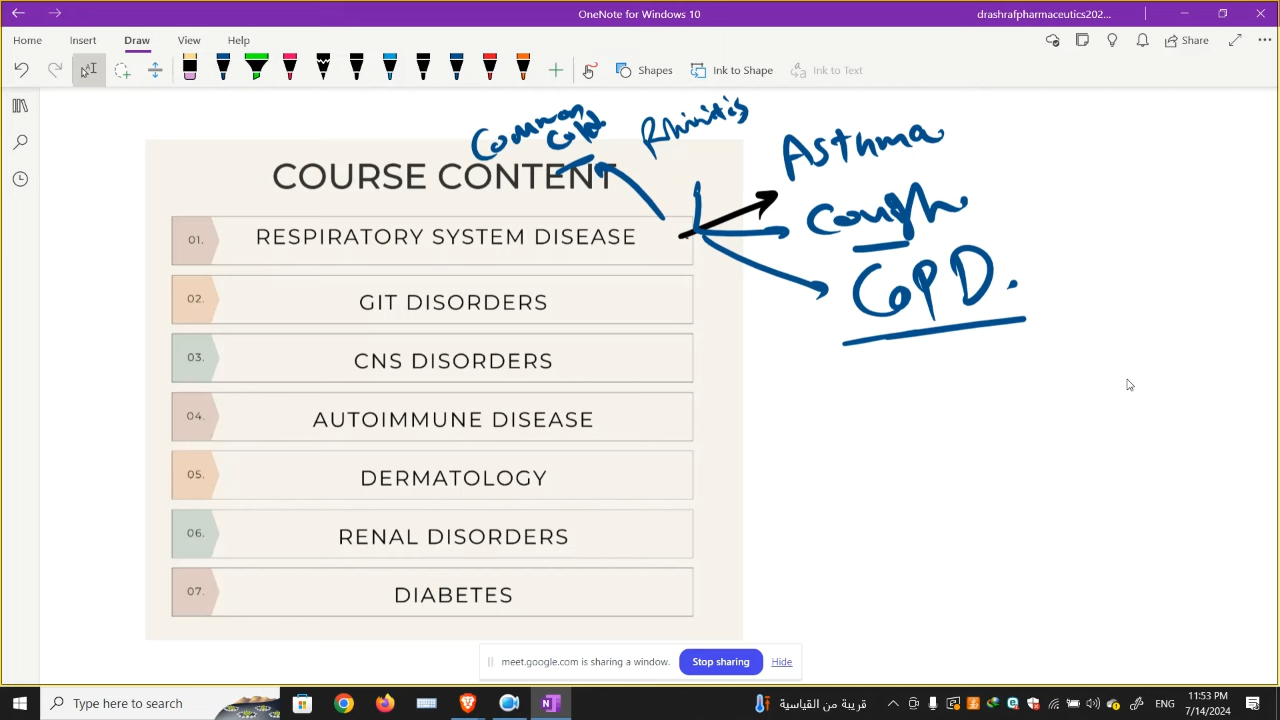 OneNote for Windows 10
drashrafpharmaceutics202...
Home Insert Draw View Help
Share
Shapes Ink to Shape Ink to Text
Common Cold
Rhinitis
Asthma
Cough
COPD.
COURSE CONTENT
01. RESPIRATORY SYSTEM DISEASE
02. GIT DISORDERS
03. CNS DISORDERS
04. AUTOIMMUNE DISEASE
05. DERMATOLOGY
06. RENAL DISORDERS
07. DIABETES
meet.google.com is sharing a window. Stop sharing Hide
Type here to search
قريبة من القياسية
ENG
11:53 PM
7/14/2024